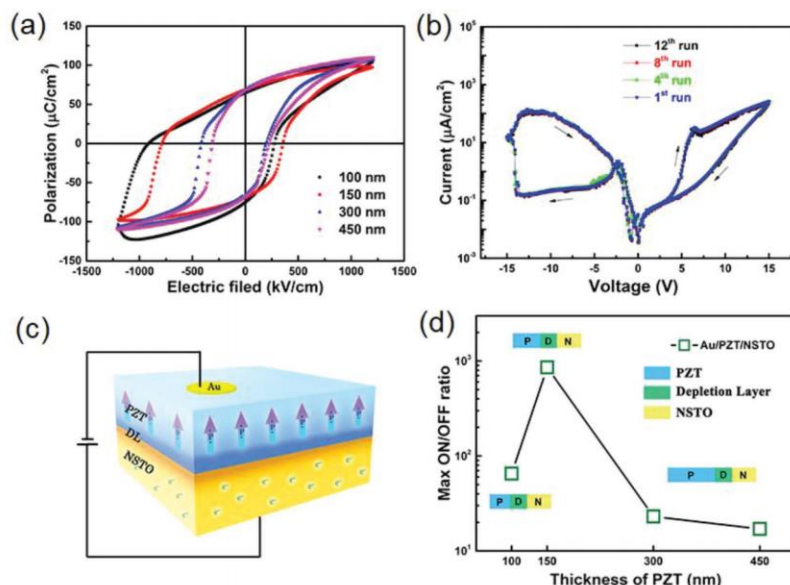 (a)
150
100
50
0
-50
-100
-150
-1500 -1000 -500 0 500 1000 1500
Polarization (μC/cm²)
Electric filed (kV/cm)
100 nm
150 nm
300 nm
450 nm
(b)
10⁵
10³
10¹
10⁻¹
10⁻³
-15 -10 -5 0 5 10 15
Current (μA/cm²)
Voltage (V)
12th run
8th run
4th run
1st run
(c)
Au
PZT
DL
NSTO
(d)
10³
10²
10¹
100 150 300 450
Max ON/OFF ratio
Thickness of PZT (nm)
P D N
Au/PZT/NSTO
PZT
Depletion Layer
NSTO
P D N
P D N